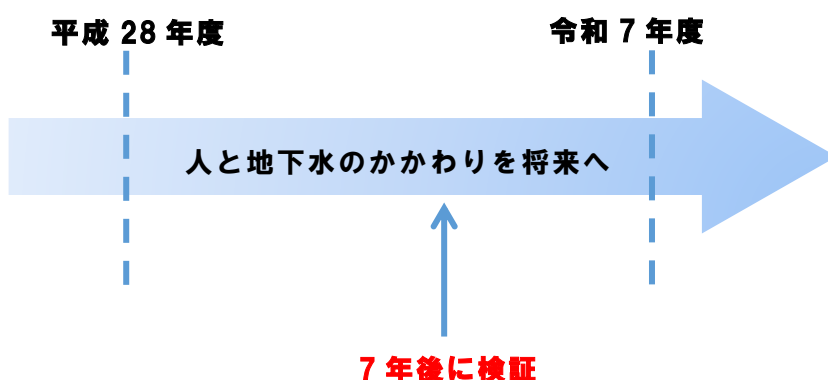 平成 28 年度
令和 7 年度
人と地下水のかかわりを将来へ
7 年後に検証